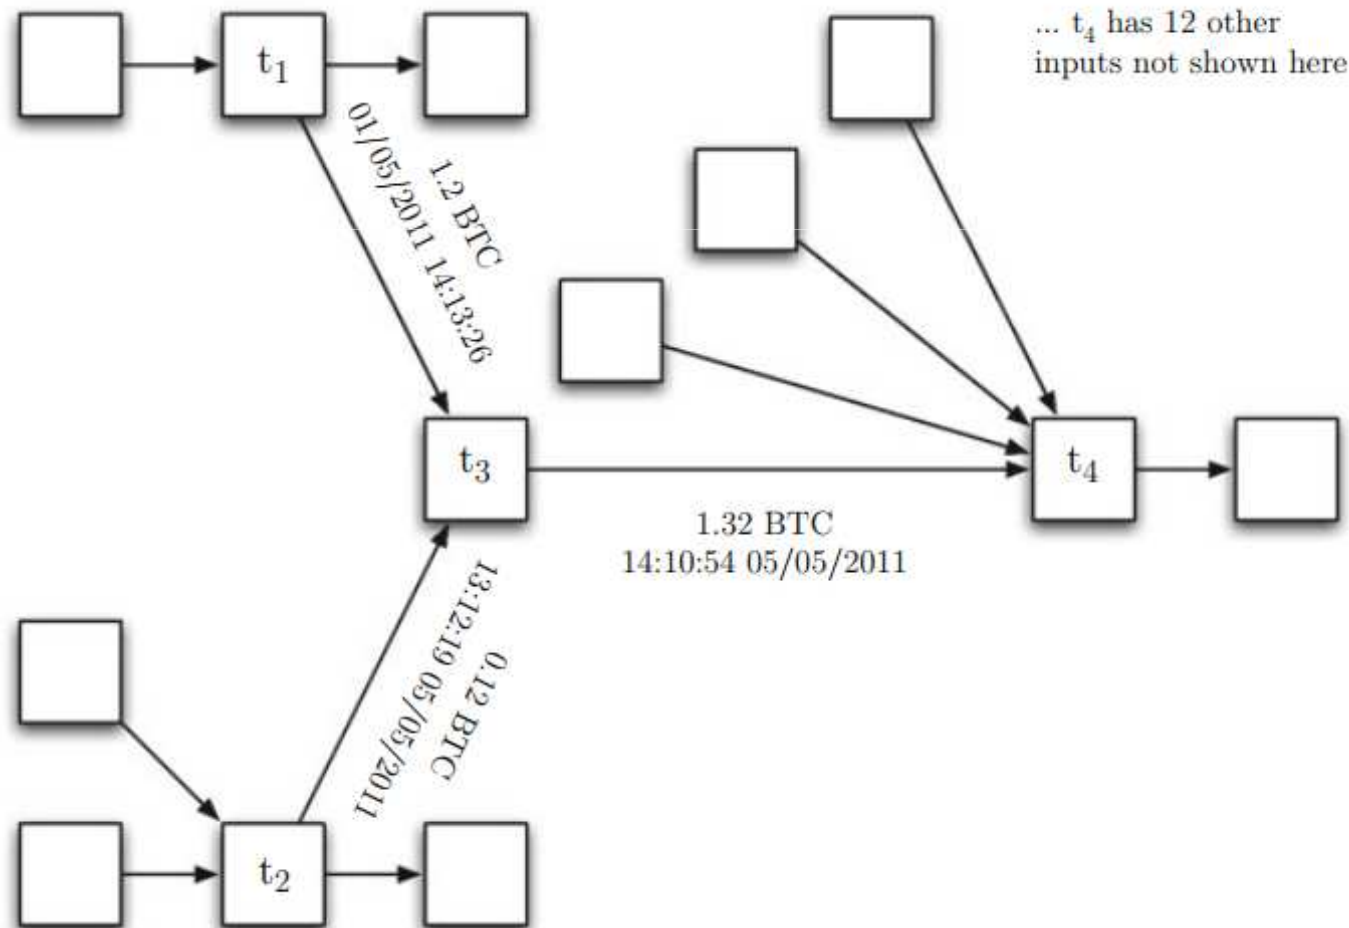 ... t₄ has 12 other
inputs not shown here
t₁
1.2 BTC
01/05/2011 14:13:26
t₃
t₄
1.32 BTC
14:10:54 05/05/2011
13:12:19 05/05/2011
0.12 BTC
t₂